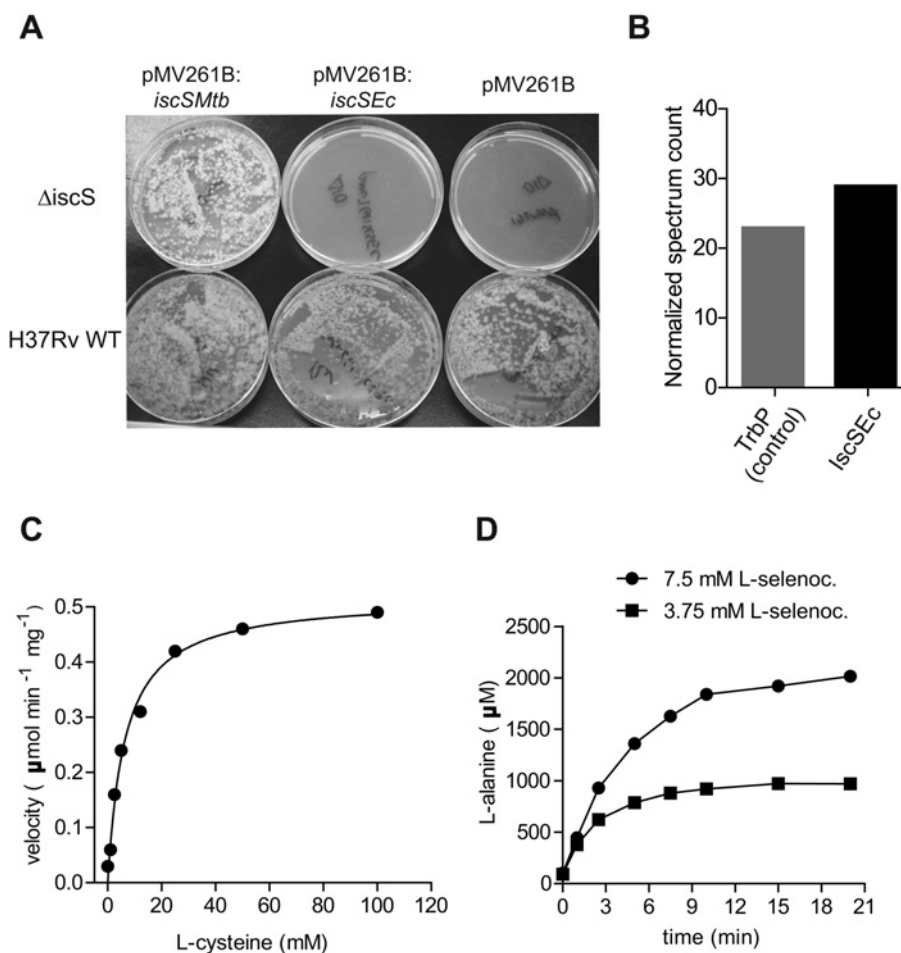 A
pMV261B:
iscSMtb
pMV261B:
iscSEc
pMV261B
ΔiscS
H37Rv WT
B
Normalized spectrum count
40
30
20
10
0
TrbP
(control)
IscSEc
C
velocity ( μmol min⁻¹ mg⁻¹)
0.5
0.4
0.3
0.2
0.1
0.0
0 20 40 60 80 100 120
L-cysteine (mM)
D
7.5 mM L-selenoc.
3.75 mM L-selenoc.
L-alanine ( μM)
2500
2000
1500
1000
500
0
0 3 6 9 12 15 18 21
time (min)